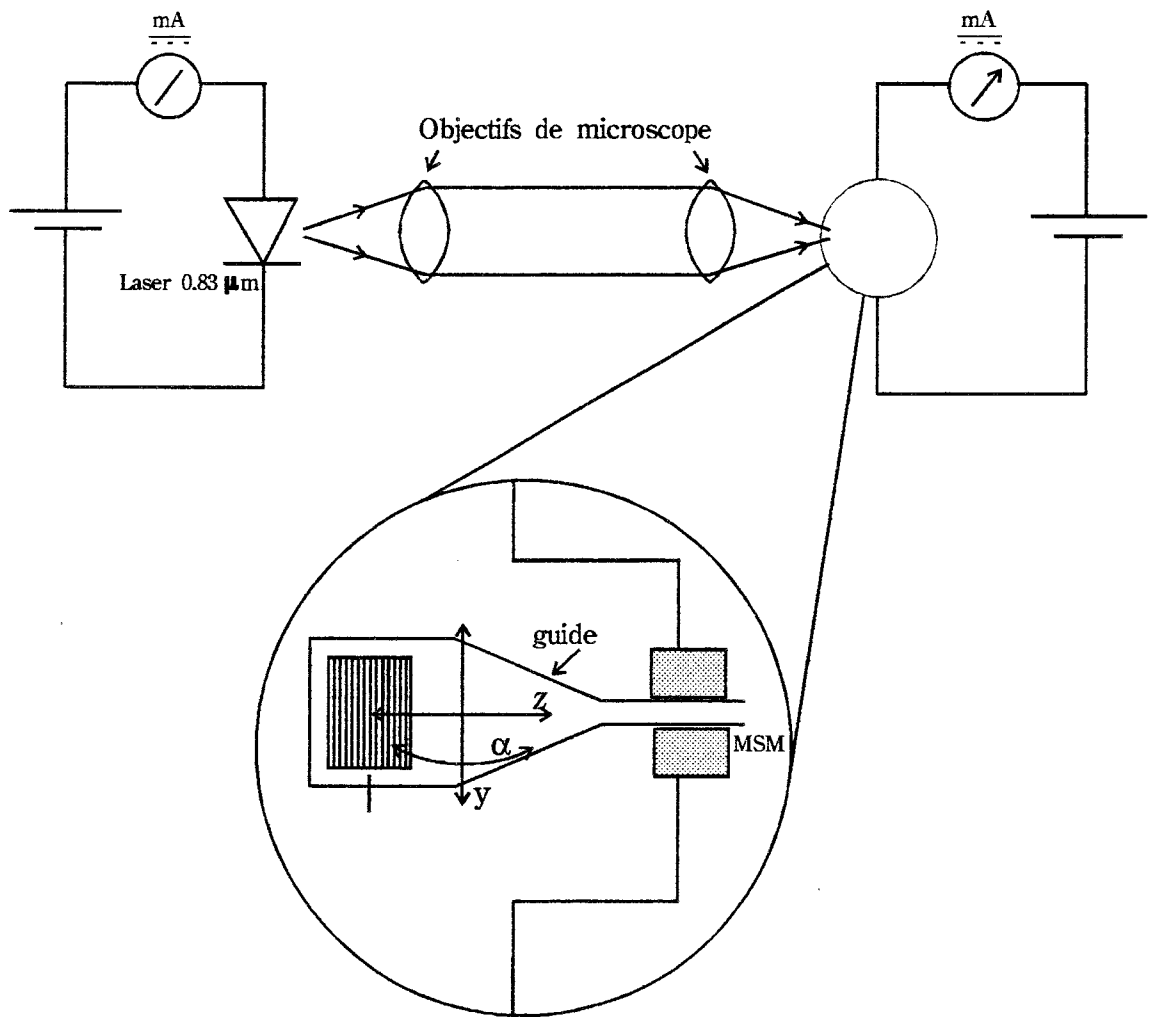 mA
mA
Objectifs de microscope
Laser 0.83 µm
guide
z
α
MSM
y